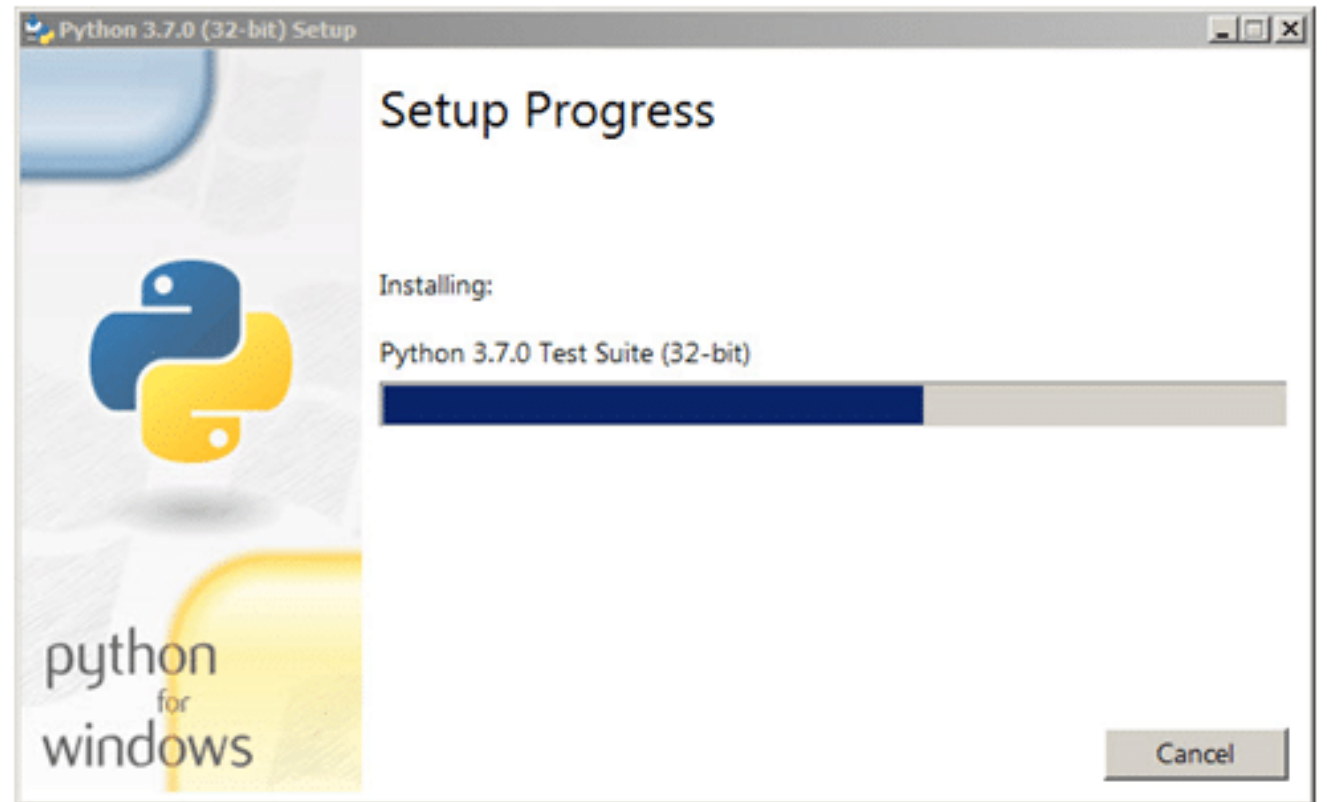 Python 3.7.0 (32-bit) Setup
Setup Progress
Installing:
Python 3.7.0 Test Suite (32-bit)
python
for
windows
Cancel